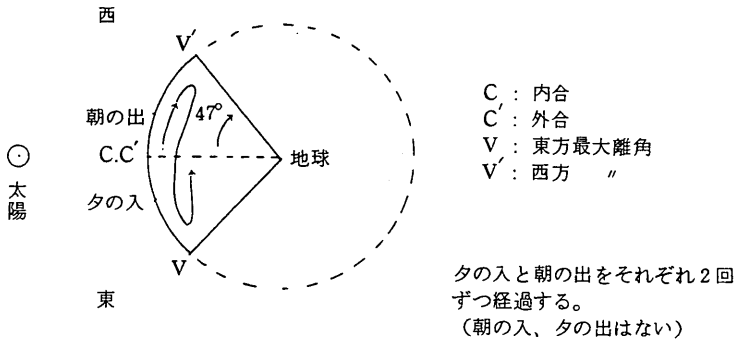 西
V′
朝の出
47°
C.C′
地球
太陽
夕の入
V
東
C : 内合
C′ : 外合
V : 東方最大離角
V′ : 西方 〃
夕の入と朝の出をそれぞれ2回
ずつ経過する。
(朝の入、夕の出はない)